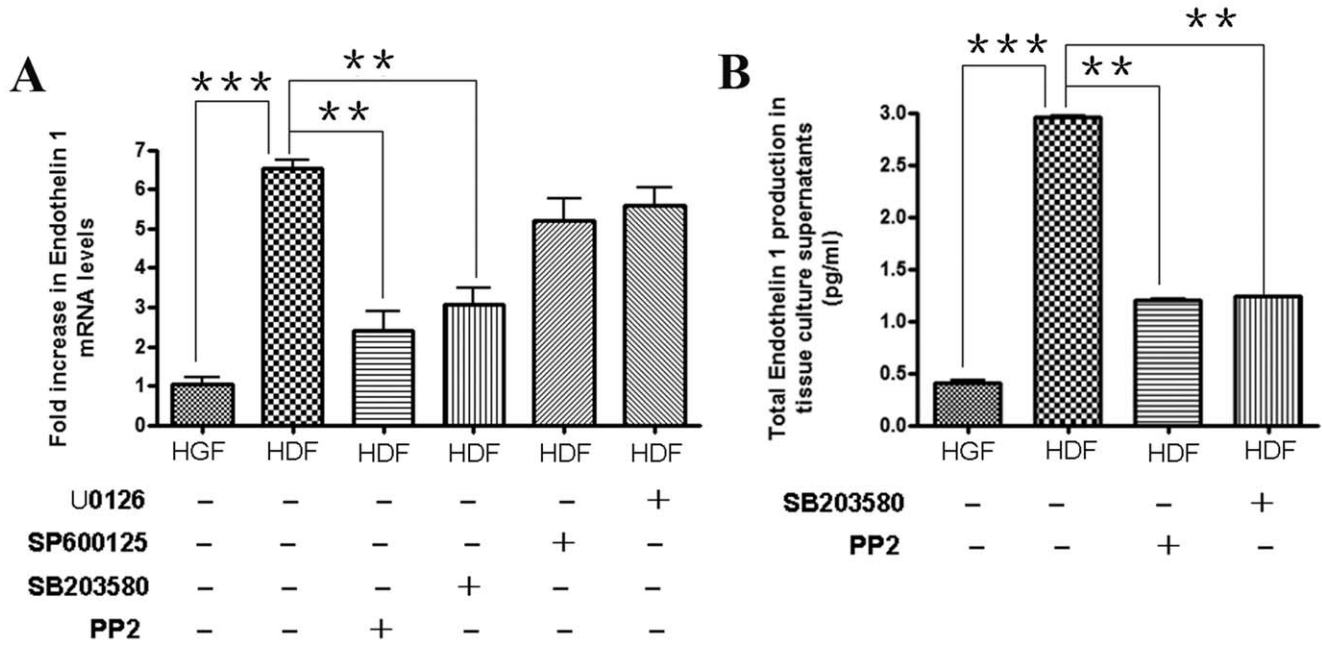 A
Fold increase in Endothelin 1
mRNA levels
7
6
5
4
3
2
1
0
***
**
**
HGF HDF HDF HDF HDF HDF
U0126 – – – – – +
SP600125 – – – – + –
SB203580 – – – + – –
PP2 – – + – – –
B
Total Endothelin 1 production in
tissue culture supernatants
(pg/ml)
3.0
2.5
2.0
1.5
1.0
0.5
0.0
***
**
**
HGF HDF HDF HDF
SB203580 – – – +
PP2 – – + –